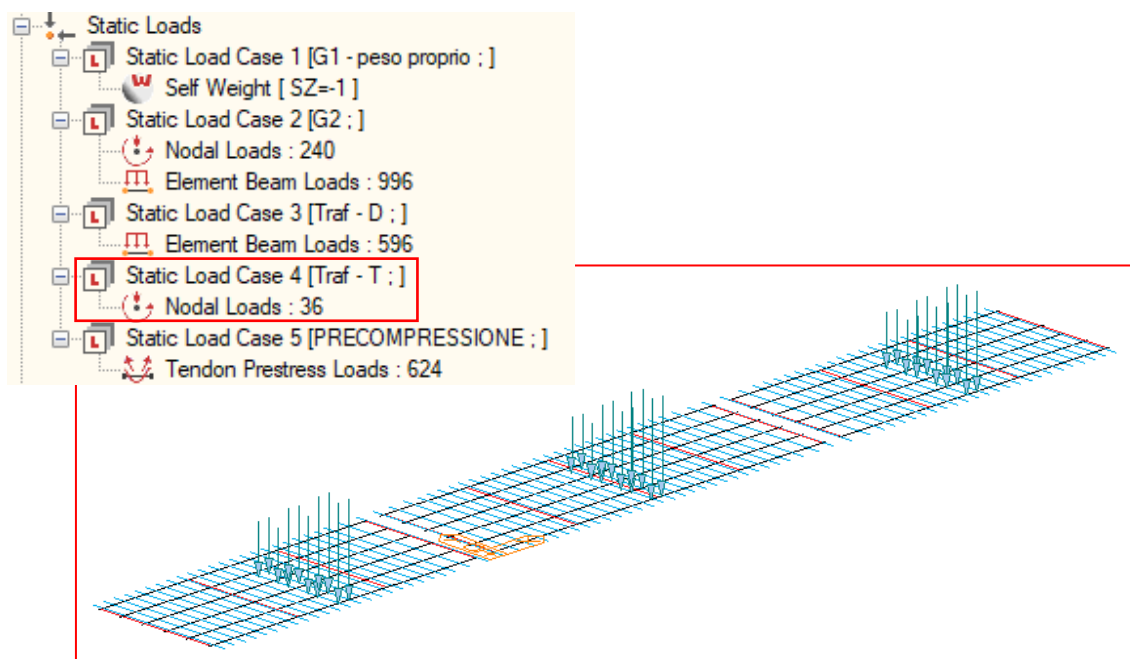 Static Loads
Static Load Case 1 [G1 - peso proprio ; ]
Self Weight [ SZ=-1 ]
Static Load Case 2 [G2 ; ]
Nodal Loads : 240
Element Beam Loads : 996
Static Load Case 3 [Traf - D ; ]
Element Beam Loads : 596
Static Load Case 4 [Traf - T ; ]
Nodal Loads : 36
Static Load Case 5 [PRECOMPRESSIONE ; ]
Tendon Prestress Loads : 624